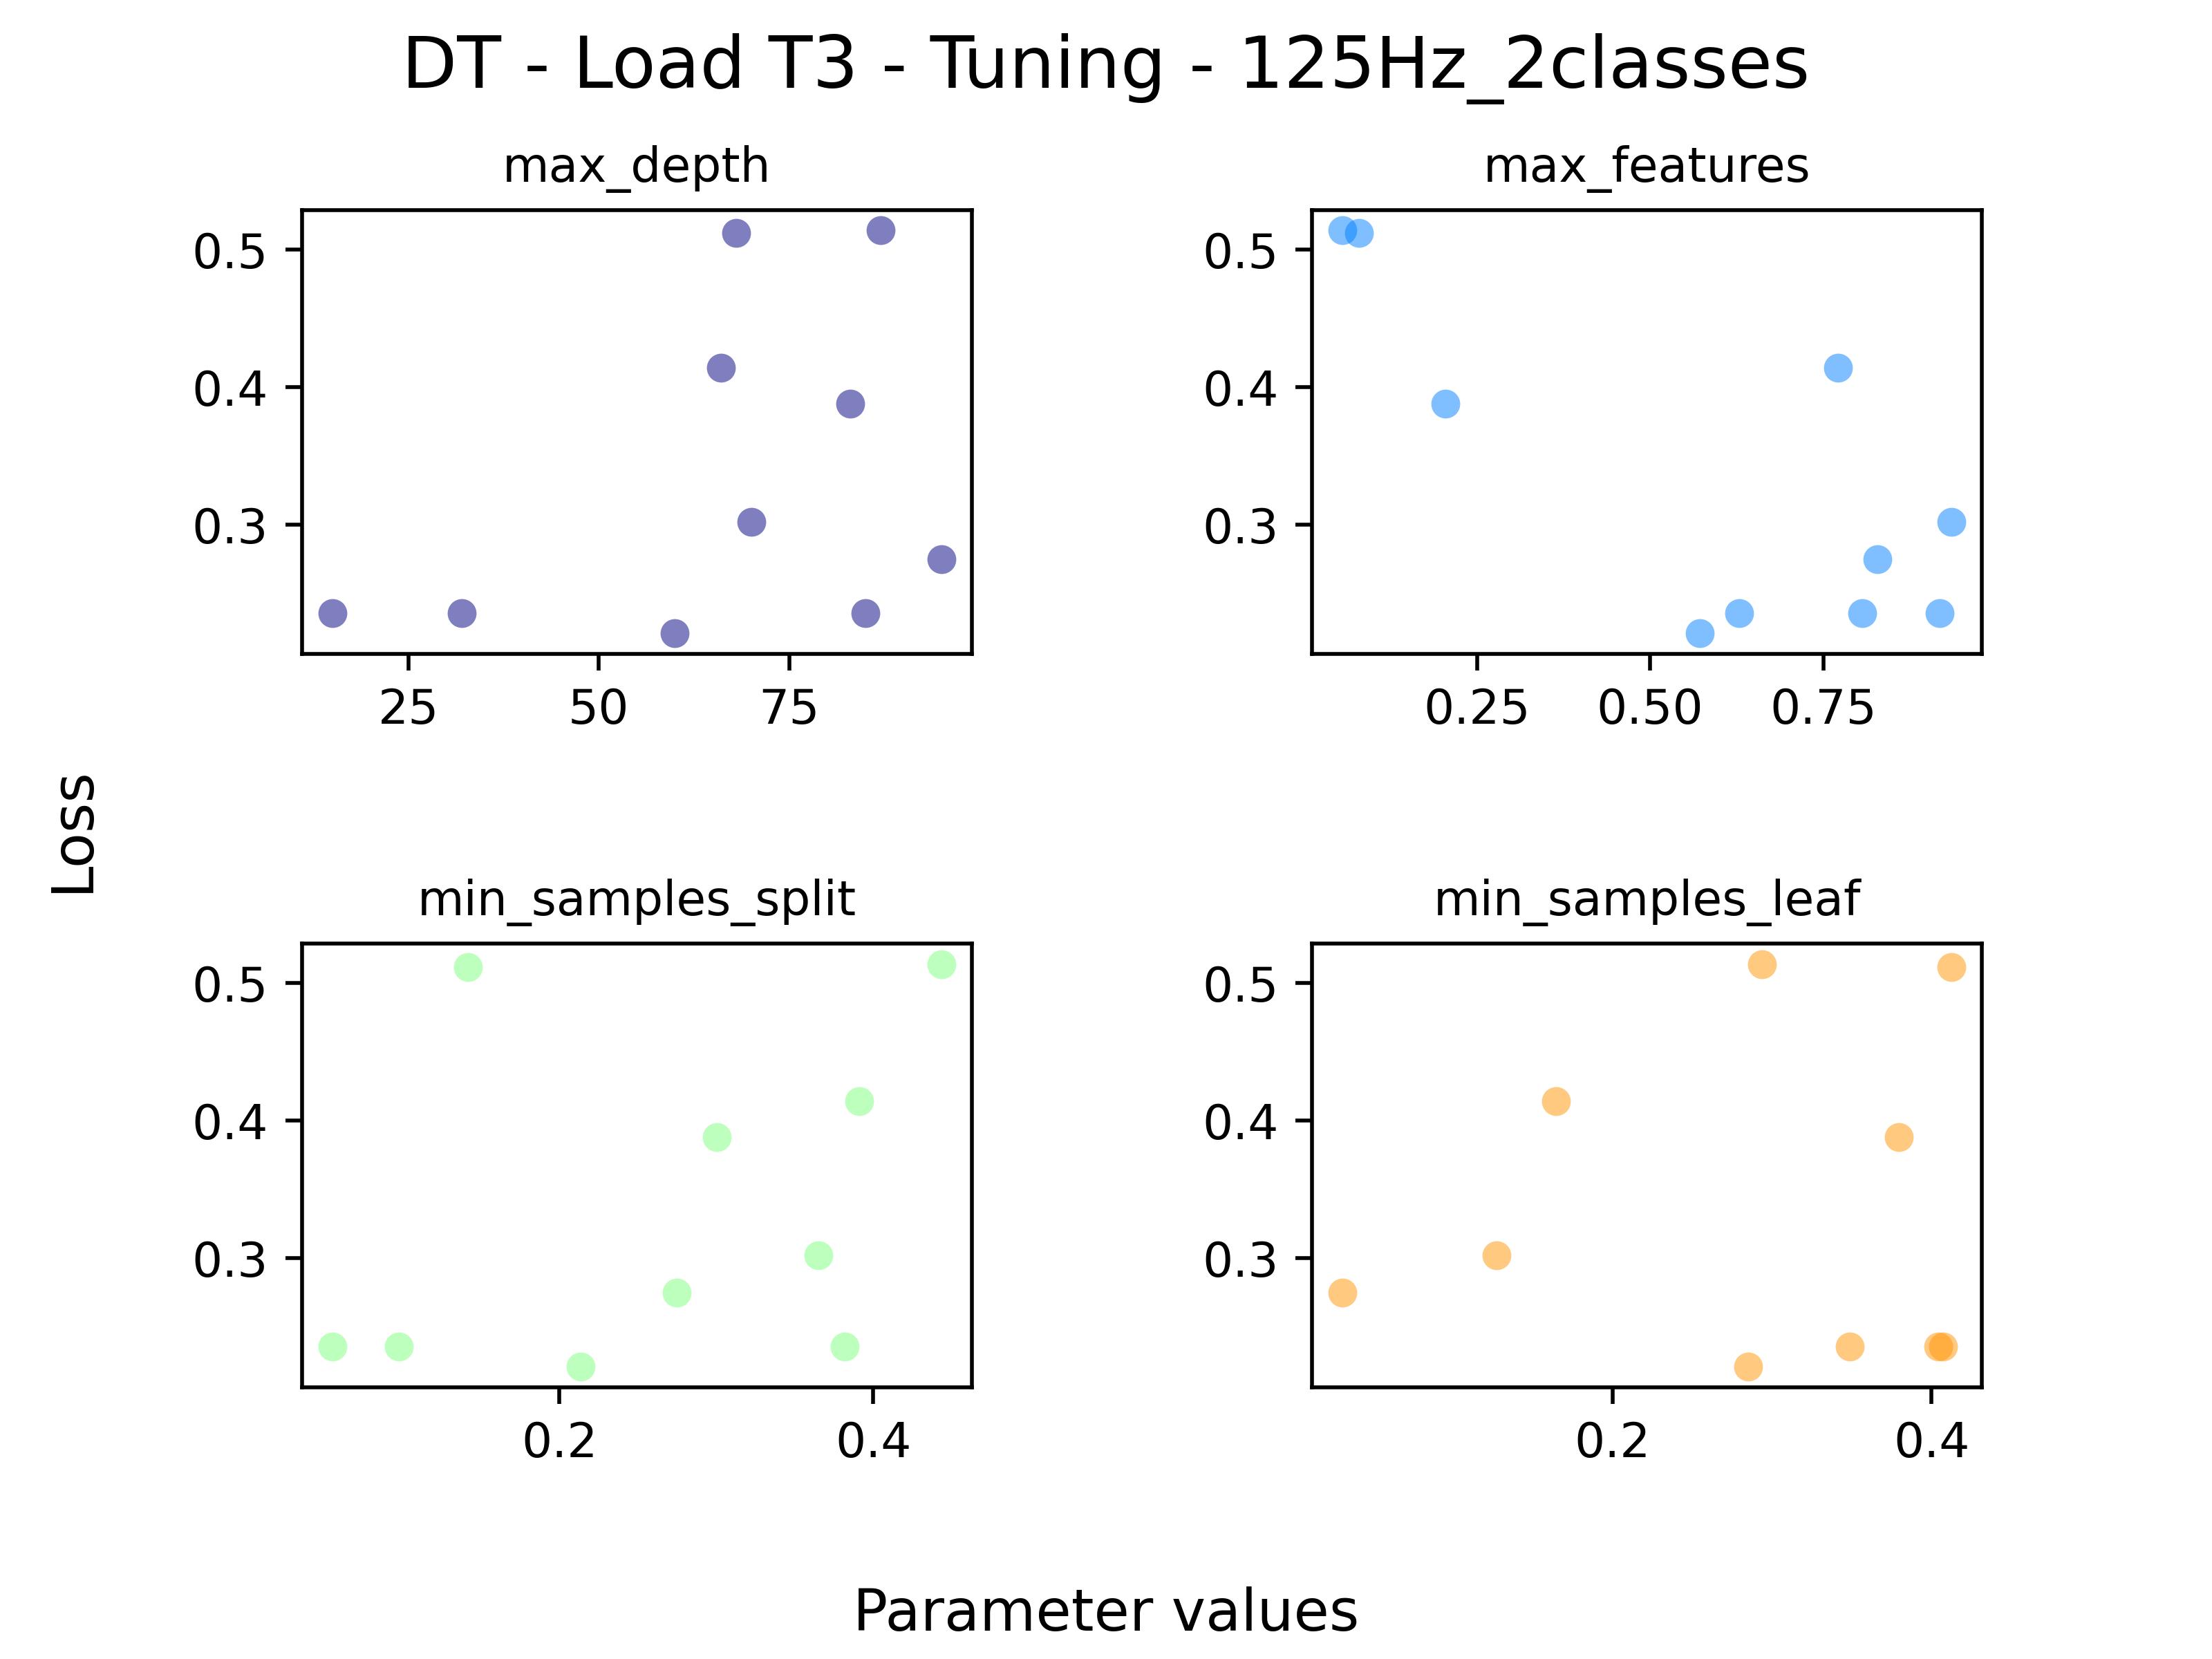 DT - Load T3 - Tuning - 125Hz_2classes
max_depth
max_features
0.5
0.4
0.3
25 50 75
0.5
0.4
0.3
0.25 0.50 0.75
Loss
min_samples_split
min_samples_leaf
0.5
0.4
0.3
0.2 0.4
0.5
0.4
0.3
0.2 0.4
Parameter values